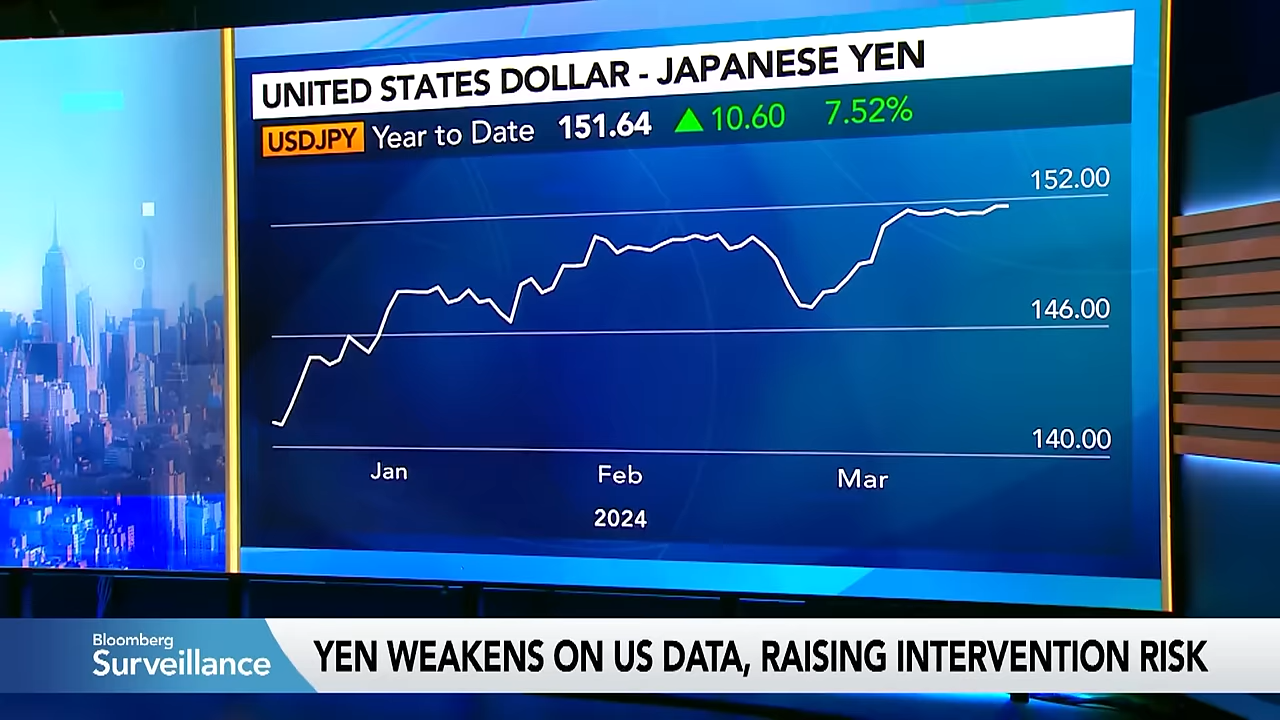 UNITED STATES DOLLAR - JAPANESE YEN
USDJPY Year to Date 151.64 ▲ 10.60 7.52%
152.00
146.00
140.00
Jan Feb Mar
2024
Bloomberg
Surveillance
YEN WEAKENS ON US DATA, RAISING INTERVENTION RISK